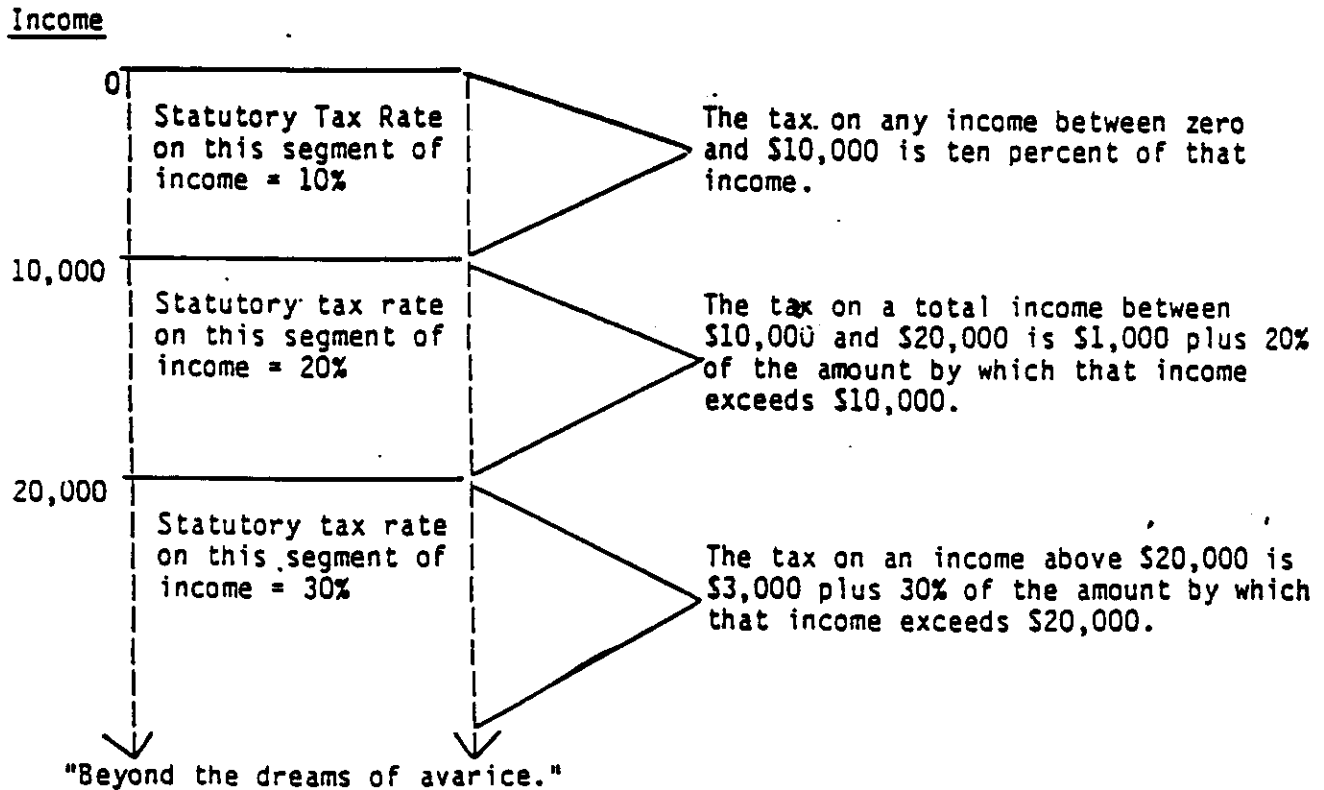 Income
0
Statutory Tax Rate
on this segment of
income = 10%
The tax on any income between zero
and $10,000 is ten percent of that
income.
10,000
Statutory tax rate
on this segment of
income = 20%
The tax on a total income between
$10,000 and $20,000 is $1,000 plus 20%
of the amount by which that income
exceeds $10,000.
20,000
Statutory tax rate
on this segment of
income = 30%
The tax on an income above $20,000 is
$3,000 plus 30% of the amount by which
that income exceeds $20,000.
"Beyond the dreams of avarice."